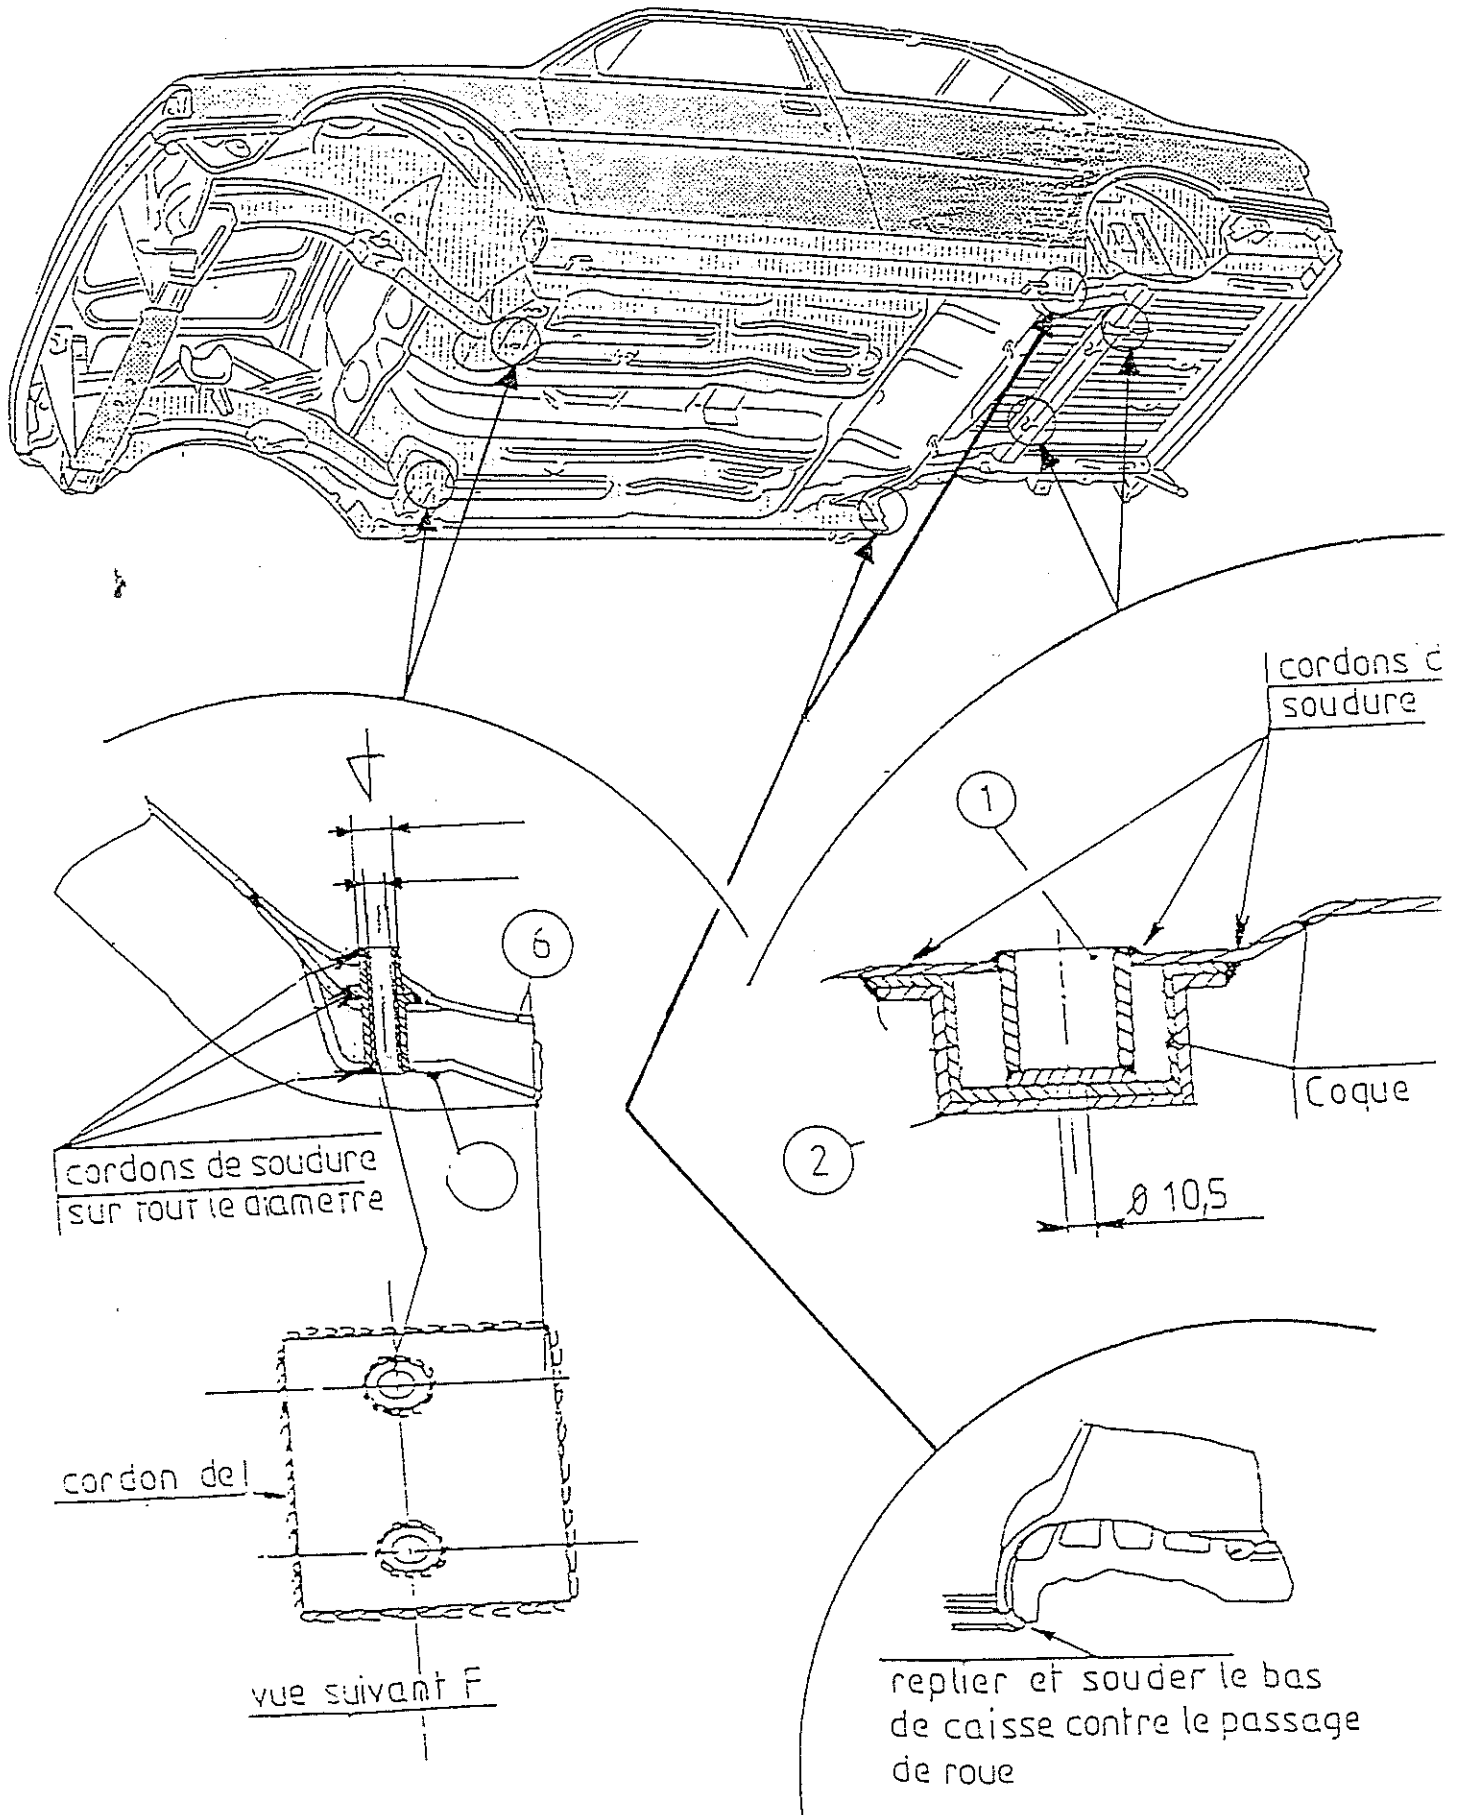 cordons d
soudure
1
6
Coque
2
cordons de soudure
sur tout le diametre
ø 10,5
cordon de
vue suivant F
replier et souder le bas
de caisse contre le passage
de roue